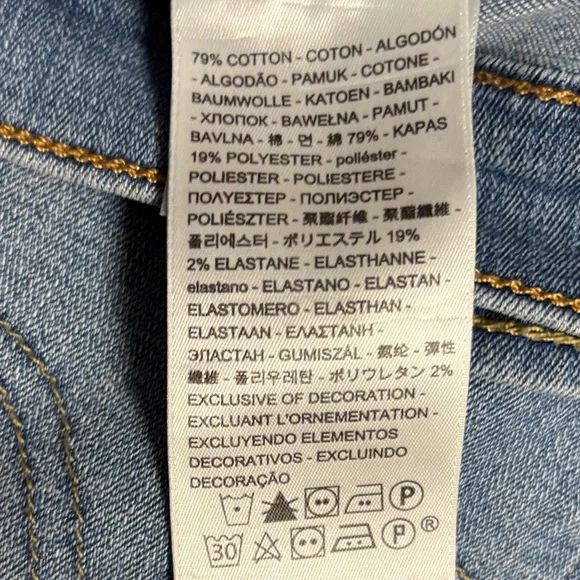 79% COTTON - COTON - ALGODÓN
- ALGODÃO - PAMUK - COTONE -
BAUMWOLLE - KATOEN - BAMBAKI
- ХЛОПОК - BAWEŁNA - PAMUT -
BAVLNA - 棉 - 면 - 綿 79% - KAPAS
19% POLYESTER - poliéster -
POLIESTER - POLIESTERE -
ΠΟΛΥΕΣΤΕΡ - ПОЛИЭСТЕР -
POLIÉSZTER - 聚酯纤维 - 聚酯纖維 -
폴리에스터 - ポリエステル 19%
2% ELASTANE - ELASTHANNE -
elastano - ELASTANO - ELASTAN -
ELASTOMERO - ELASTHAN -
ELASTAAN - ΕΛΑΣΤΑΝΗ -
ЭЛАСТАН - GUMISZÁL - 氨纶 - 彈性
纖維 - 폴리우레탄 - ポリウレタン 2%
EXCLUSIVE OF DECORATION -
EXCLUANT L'ORNEMENTATION -
EXCLUYENDO ELEMENTOS
DECORATIVOS - EXCLUINDO
DECORAÇÃO
P
30 P ®